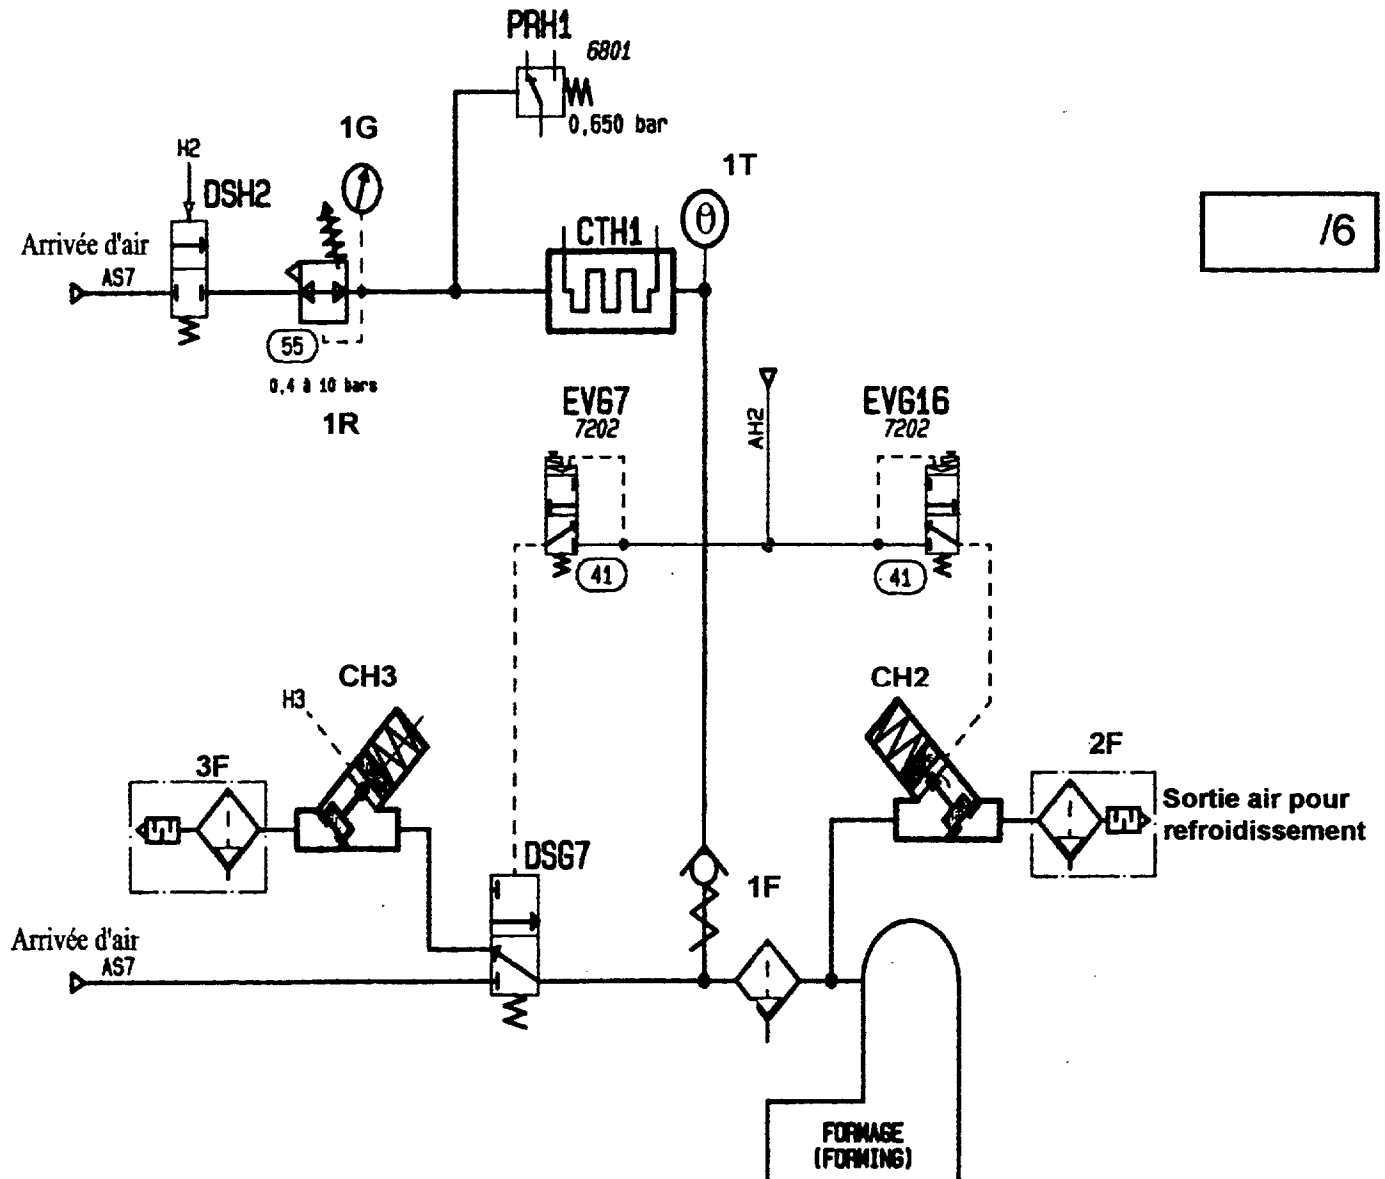 PRH1
6801
0,650 bar
1G
1T
H2
DSH2
/6
Arrivée d'air
AS7
CTH1
55
0,4 à 10 bars
1R
EVG7
7202
AH2
EVG16
7202
41
41
CH3
H3
CH2
3F
2F
Sortie air pour
refroidissement
DSG7
1F
Arrivée d'air
AS7
FORMAGE
(FORMING)
θ